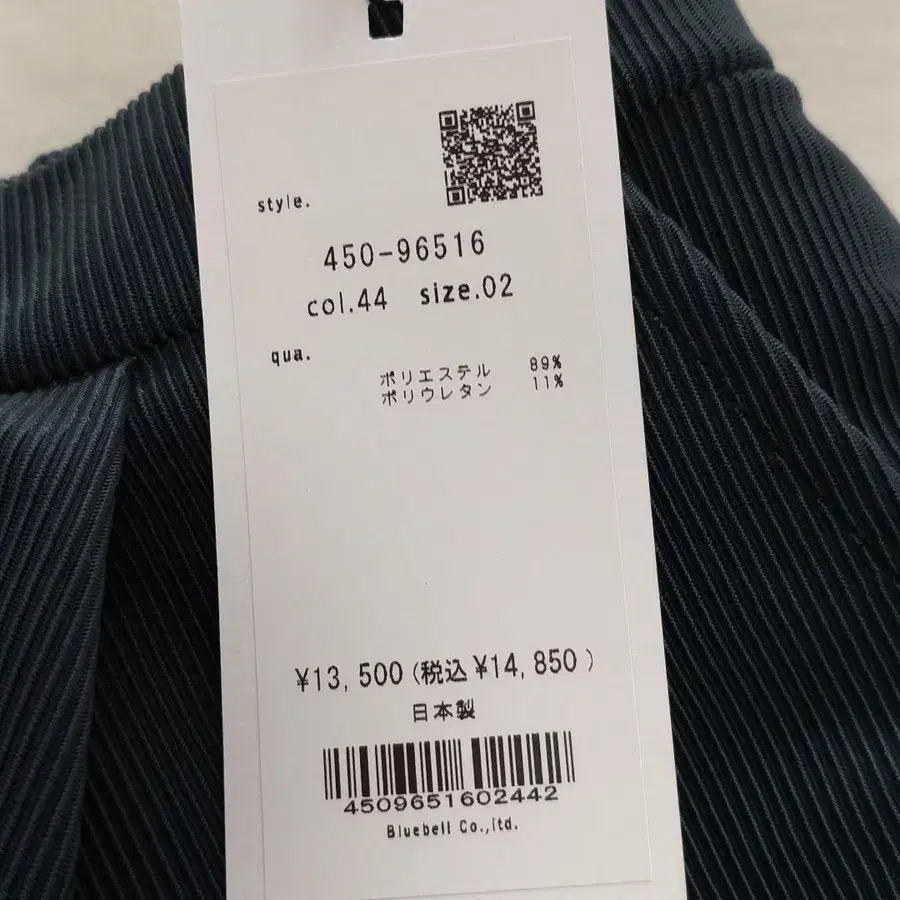 style.
450-96516
col.44 size.02
qua.
ポリエステル 89%
ポリウレタン 11%
¥13,500(税込¥14,850)
日本製
4509651602442
Bluebell Co.,ltd.